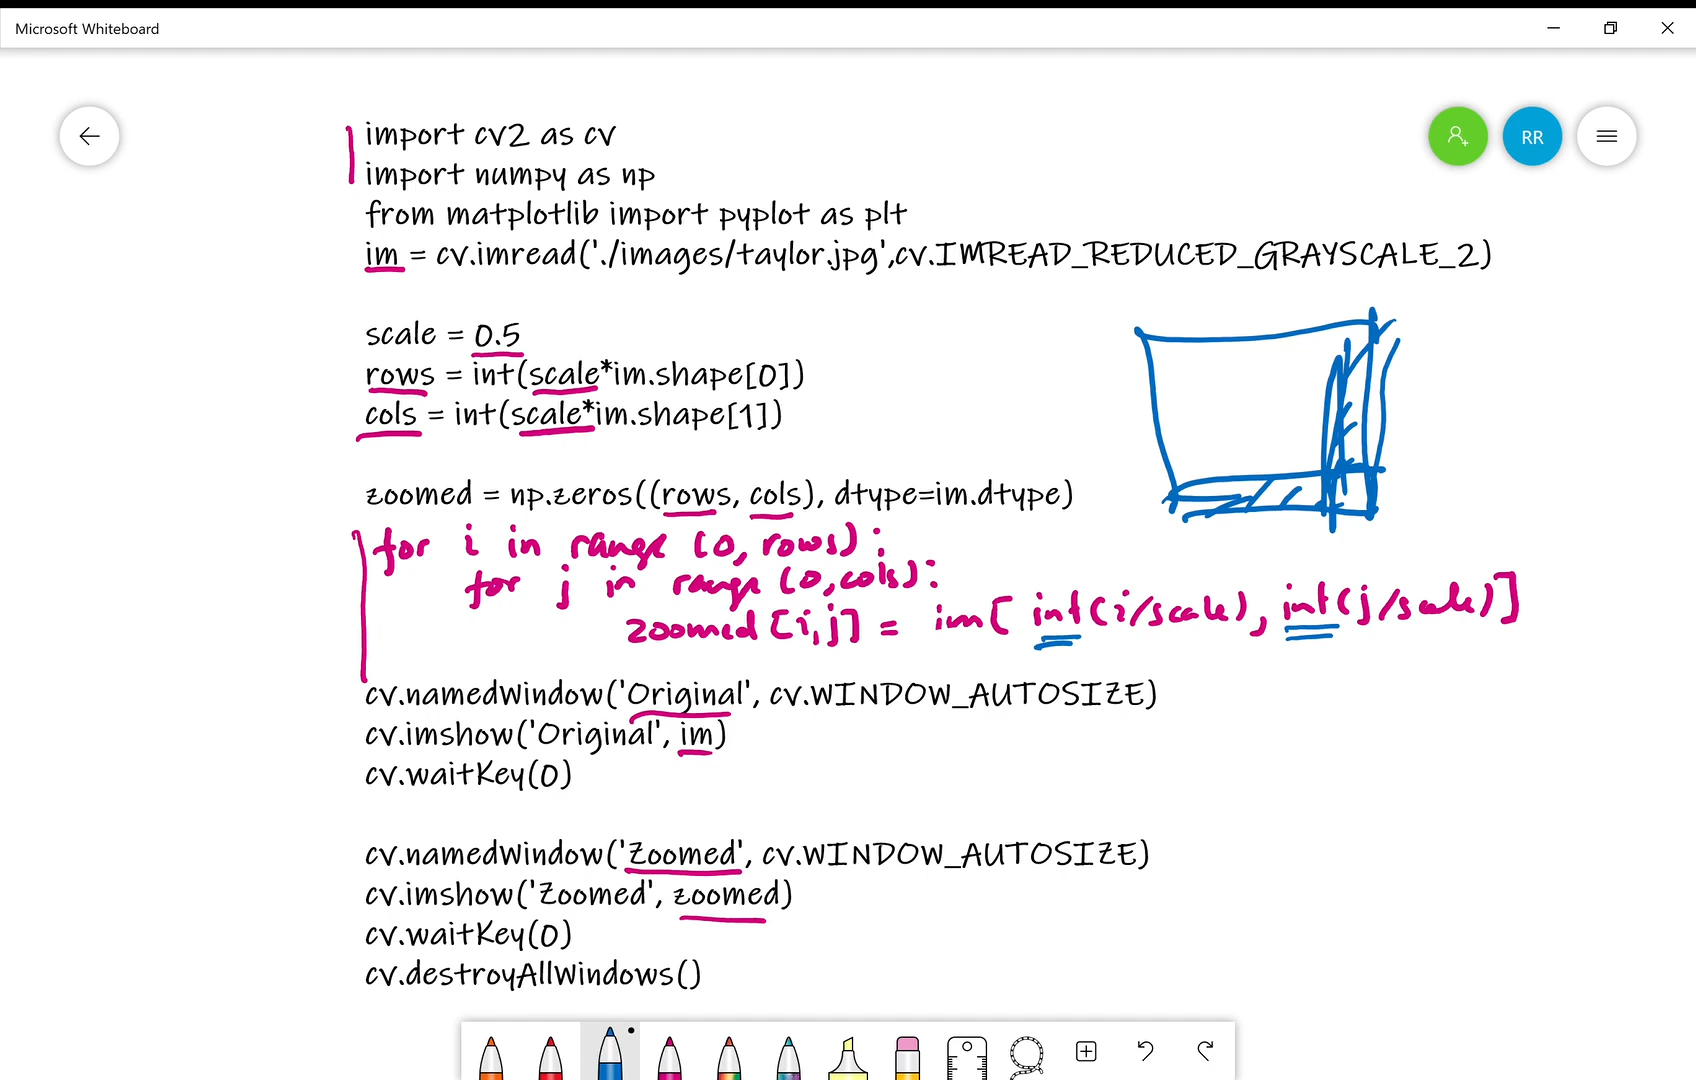 Microsoft Whiteboard
RR
import cv2 as cv
import numpy as np
from matplotlib import pyplot as plt
im = cv.imread('./images/taylor.jpg',cv.IMREAD_REDUCED_GRAYSCALE_2)
scale = 0.5
rows = int(scale*im.shape[0])
cols = int(scale*im.shape[1])
zoomed = np.zeros((rows, cols), dtype=im.dtype)
for i in range (0, rows):
for j in range (0,cols):
zoomed [i,j] = im[ int(i/scale), int(j/scale)]
cv.namedWindow('Original', cv.WINDOW_AUTOSIZE)
cv.imshow('Original', im)
cv.waitKey(0)
cv.namedWindow('Zoomed', cv.WINDOW_AUTOSIZE)
cv.imshow('Zoomed', zoomed)
cv.waitKey(0)
cv.destroyAllWindows()